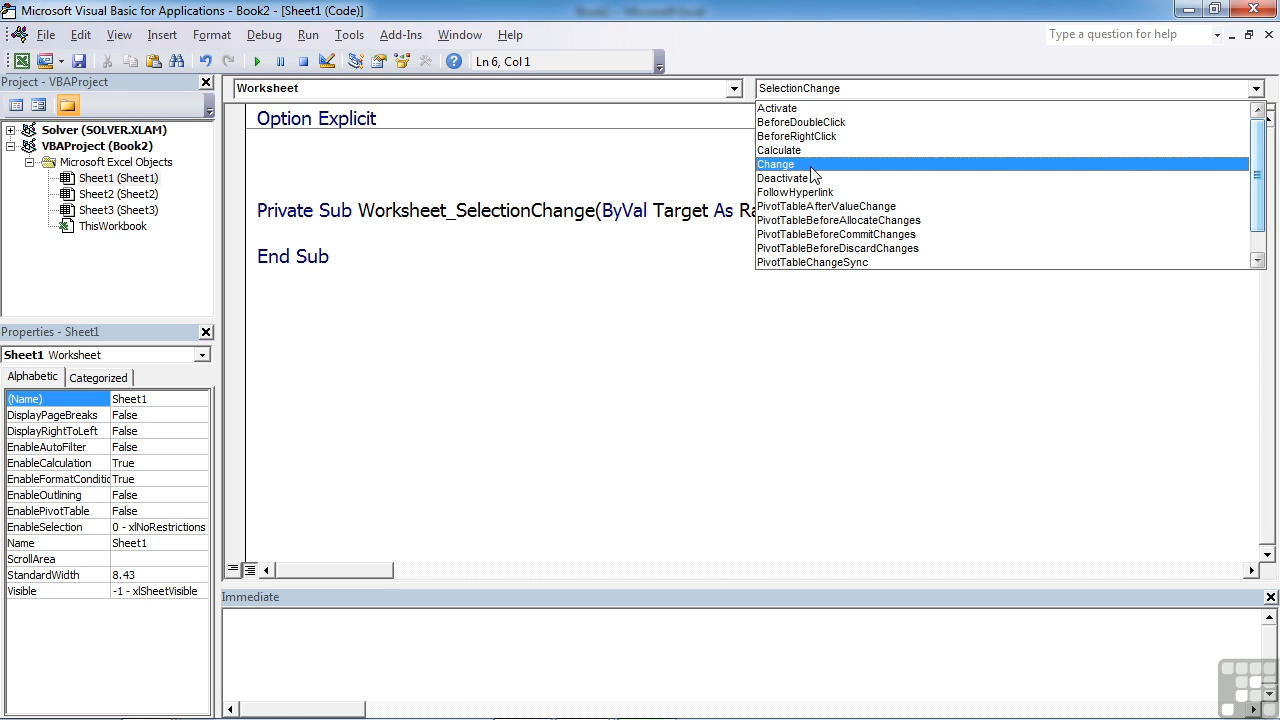 Microsoft Visual Basic for Applications - Book2 - [Sheet1 (Code)]
File Edit View Insert Format Debug Run Tools Add-Ins Window Help
Type a question for help
Ln 6, Col 1
Project - VBAProject
Solver (SOLVER.XLAM)
VBAProject (Book2)
Microsoft Excel Objects
Sheet1 (Sheet1)
Sheet2 (Sheet2)
Sheet3 (Sheet3)
ThisWorkbook
Properties - Sheet1
Sheet1 Worksheet
Alphabetic Categorized
(Name) Sheet1
DisplayPageBreaks False
DisplayRightToLeft False
EnableAutoFilter False
EnableCalculation True
EnableFormatConditic True
EnableOutlining False
EnablePivotTable False
EnableSelection 0 - xlNoRestrictions
Name Sheet1
ScrollArea
StandardWidth 8.43
Visible -1 - xlSheetVisible
Worksheet
SelectionChange
Activate
BeforeDoubleClick
BeforeRightClick
Calculate
Change
Deactivate
FollowHyperlink
PivotTableAfterValueChange
PivotTableBeforeAllocateChanges
PivotTableBeforeCommitChanges
PivotTableBeforeDiscardChanges
PivotTableChangeSync
Option Explicit
Private Sub Worksheet_SelectionChange(ByVal Target As Ra
End Sub
Immediate